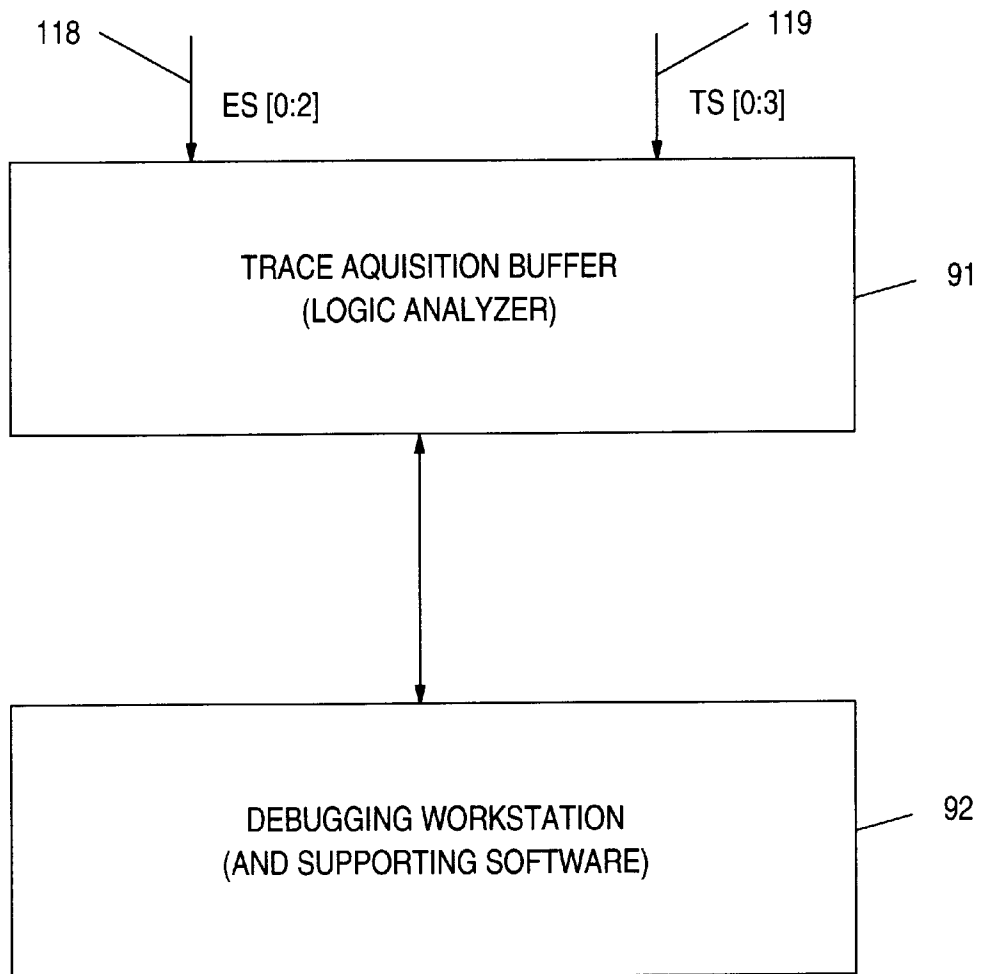 118
119
ES [0:2]
TS [0:3]
TRACE AQUISITION BUFFER
(LOGIC ANALYZER)
91
DEBUGGING WORKSTATION
(AND SUPPORTING SOFTWARE)
92